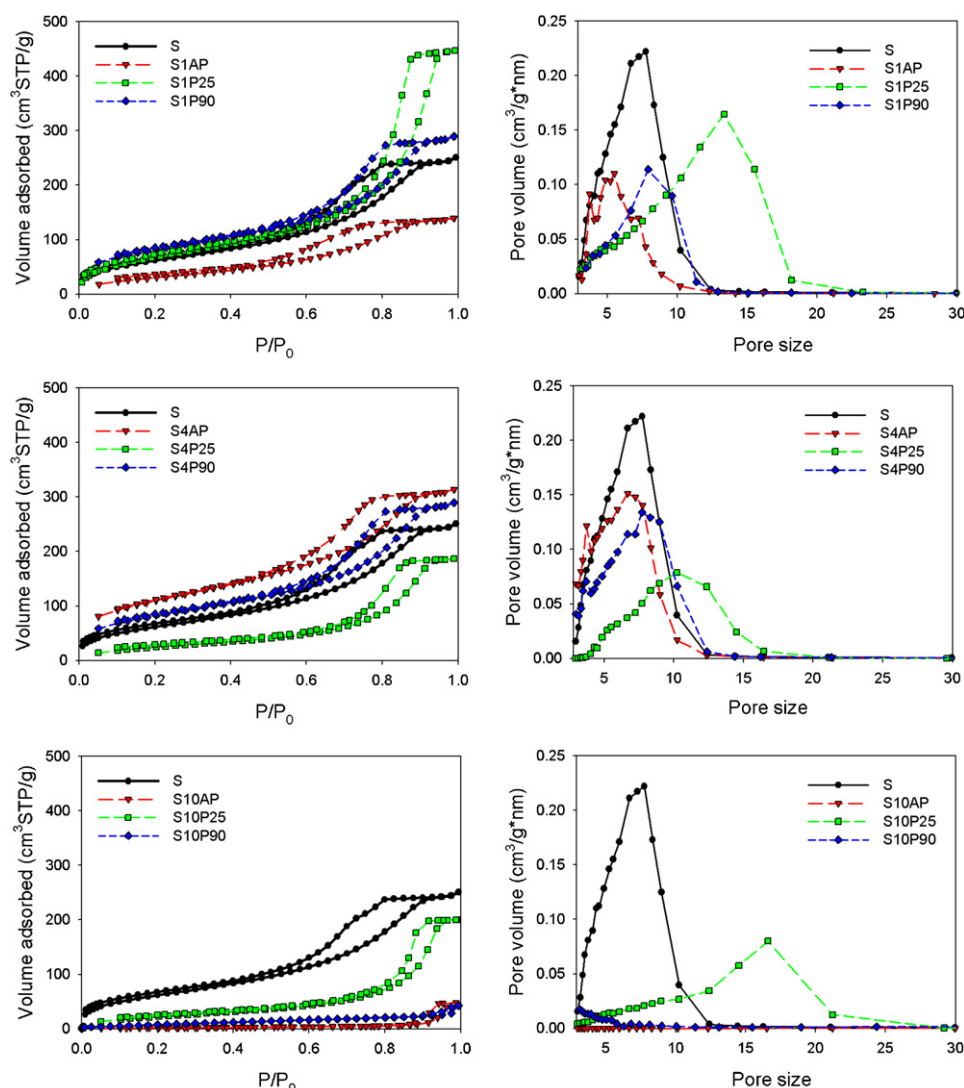 Volume adsorbed (cm³STP/g)
500
400
300
200
100
0
S
S1AP
S1P25
S1P90
0.0 0.2 0.4 0.6 0.8 1.0
P/P₀
Pore volume (cm³/g*nm)
0.25
0.20
0.15
0.10
0.05
0.00
S
S1AP
S1P25
S1P90
5 10 15 20 25 30
Pore size
Volume adsorbed (cm³STP/g)
500
400
300
200
100
0
S
S4AP
S4P25
S4P90
0.0 0.2 0.4 0.6 0.8 1.0
P/P₀
Pore volume (cm³/g*nm)
0.25
0.20
0.15
0.10
0.05
0.00
S
S4AP
S4P25
S4P90
5 10 15 20 25 30
Pore size
Volume adsorbed (cm³STP/g)
500
400
300
200
100
0
S
S10AP
S10P25
S10P90
0.0 0.2 0.4 0.6 0.8 1.0
P/P₀
Pore volume (cm³/g*nm)
0.25
0.20
0.15
0.10
0.05
0.00
S
S10AP
S10P25
S10P90
5 10 15 20 25 30
Pore size